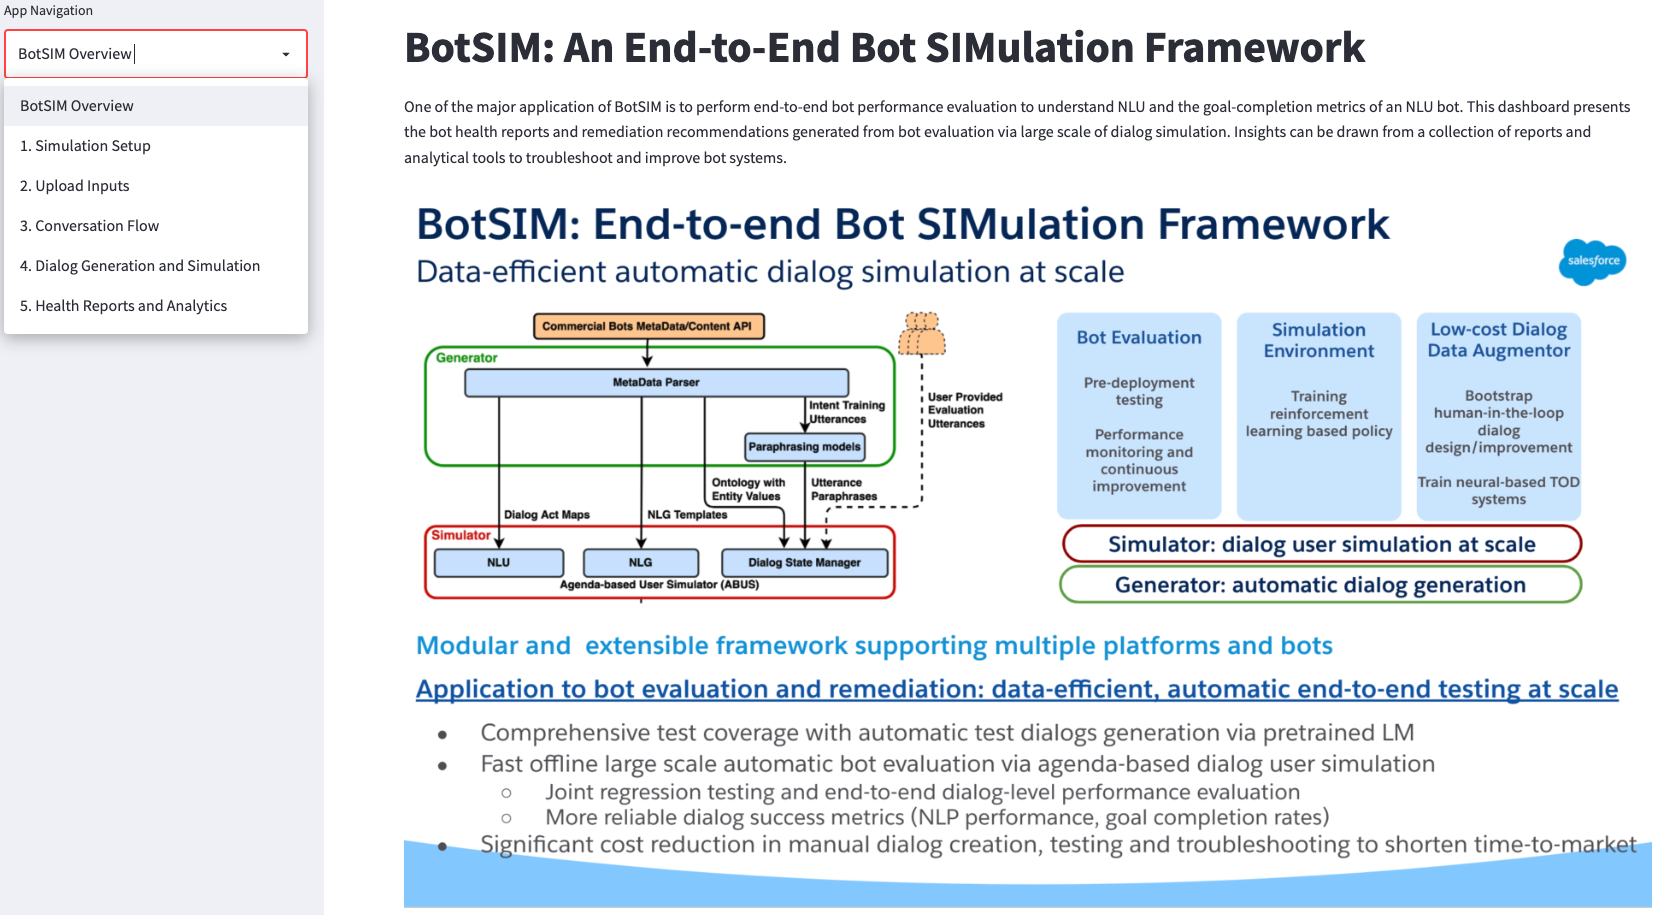 App Navigation
BotSIM Overview
BotSIM Overview
1. Simulation Setup
2. Upload Inputs
3. Conversation Flow
4. Dialog Generation and Simulation
5. Health Reports and Analytics
BotSIM: An End-to-End Bot SIMulation Framework
One of the major application of BotSIM is to perform end-to-end bot performance evaluation to understand NLU and the goal-completion metrics of an NLU bot. This dashboard presents
the bot health reports and remediation recommendations generated from bot evaluation via large scale of dialog simulation. Insights can be drawn from a collection of reports and
analytical tools to troubleshoot and improve bot systems.
BotSIM: End-to-end Bot SIMulation Framework
Data-efficient automatic dialog simulation at scale
salesforce
Commercial Bots MetaData/Content API
Generator
MetaData Parser
Intent Training
Utterances
Paraphrasing models
User Provided
Evaluation
Utterances
Ontology with
Entity Values
Utterance
Paraphrases
Dialog Act Maps
NLG Templates
Simulator
NLU
NLG
Dialog State Manager
Agenda-based User Simulator (ABUS)
Bot Evaluation
Pre-deployment
testing
Performance
monitoring and
continuous
improvement
Simulation
Environment
Training
reinforcement
learning based policy
Low-cost Dialog
Data Augmentor
Bootstrap
human-in-the-loop
dialog
design/improvement
Train neural-based TOD
systems
Simulator: dialog user simulation at scale
Generator: automatic dialog generation
Modular and extensible framework supporting multiple platforms and bots
Application to bot evaluation and remediation: data-efficient, automatic end-to-end testing at scale
● Comprehensive test coverage with automatic test dialogs generation via pretrained LM
● Fast offline large scale automatic bot evaluation via agenda-based dialog user simulation
○ Joint regression testing and end-to-end dialog-level performance evaluation
○ More reliable dialog success metrics (NLP performance, goal completion rates)
● Significant cost reduction in manual dialog creation, testing and troubleshooting to shorten time-to-market